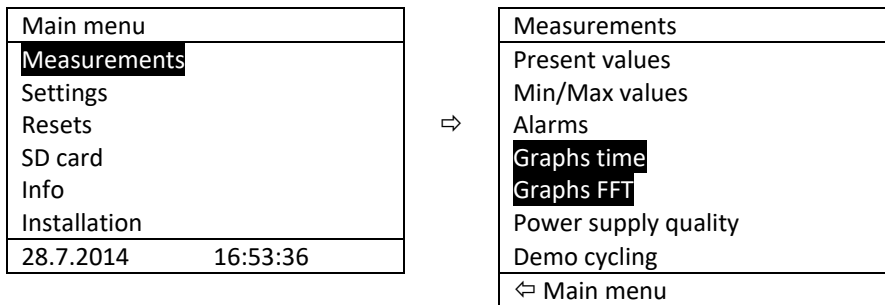 Main menu
Measurements
Settings
Resets
SD card
Info
Installation
28.7.2014 16:53:36
⇨
Measurements
Present values
Min/Max values
Alarms
Graphs time
Graphs FFT
Power supply quality
Demo cycling
⇦ Main menu